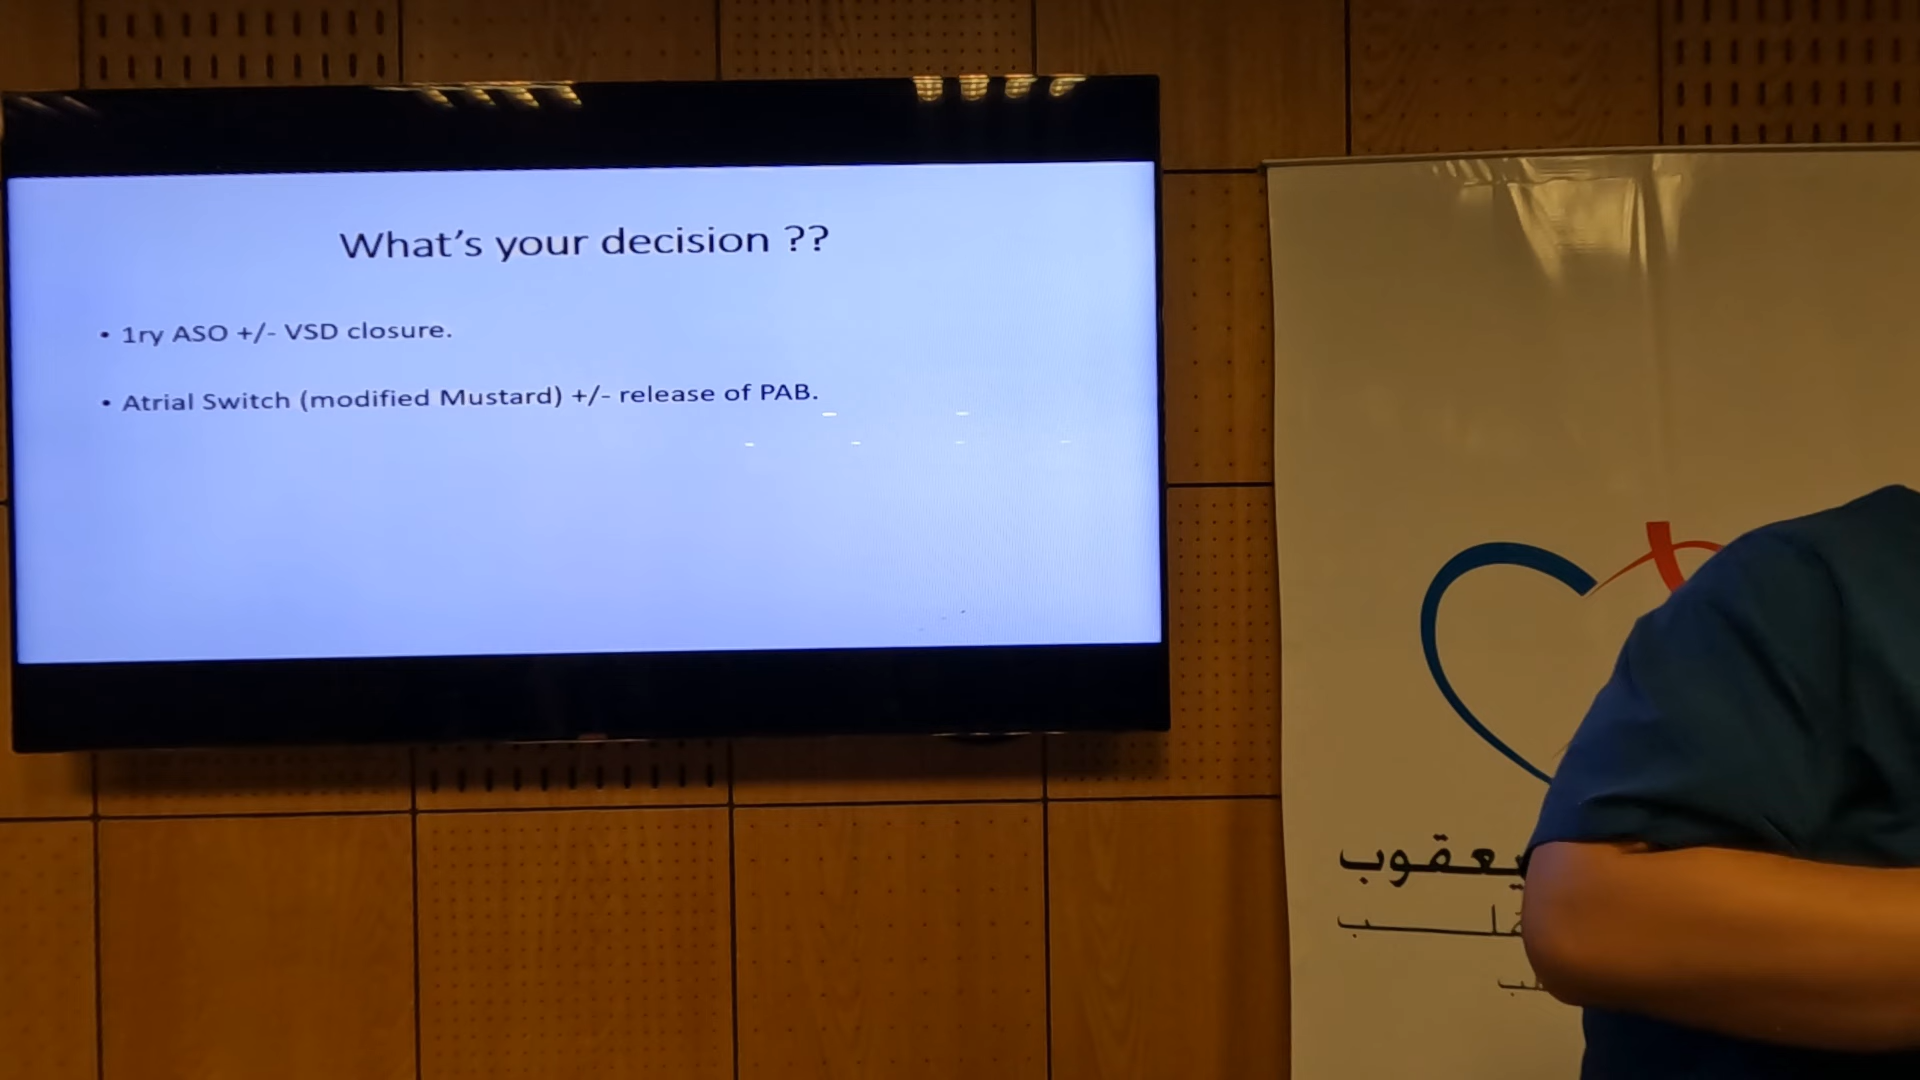 What's your decision ??
• 1ry ASO +/- VSD closure.
• Atrial Switch (modified Mustard) +/- release of PAB.
يعقوب